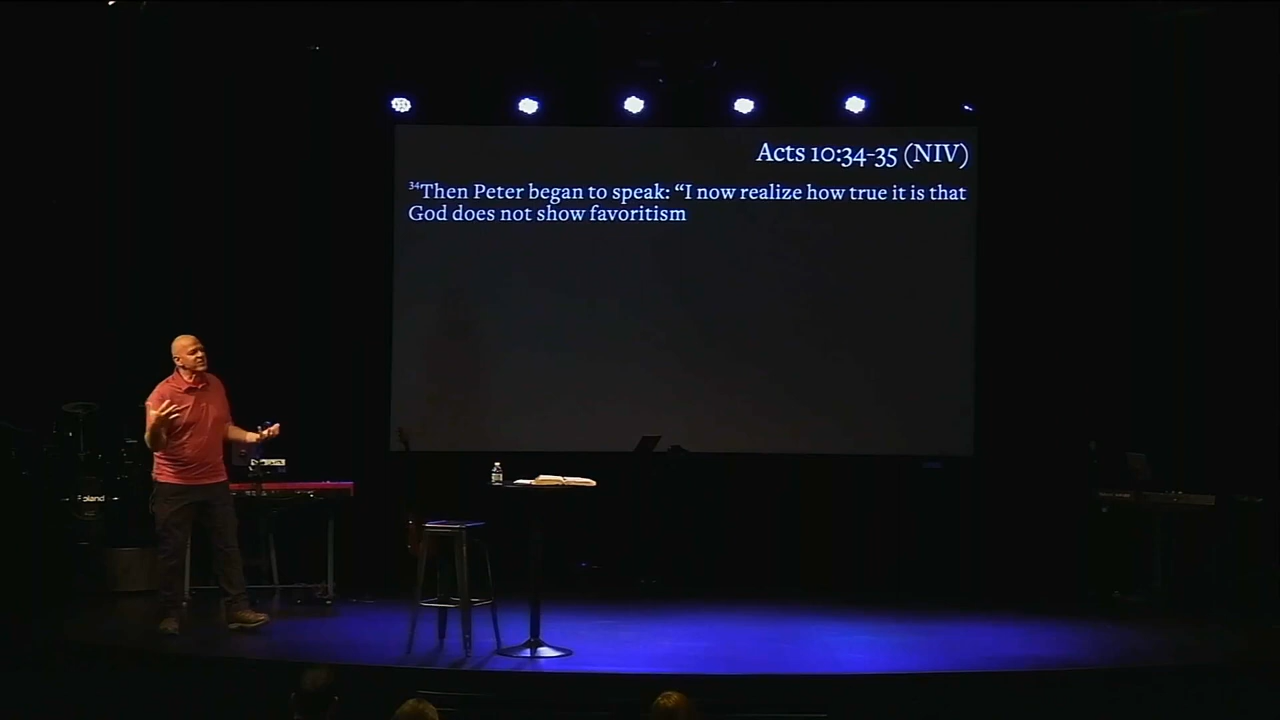 Acts 10:34-35 (NIV)
34Then Peter began to speak: “I now realize how true it is that
God does not show favoritism
Roland